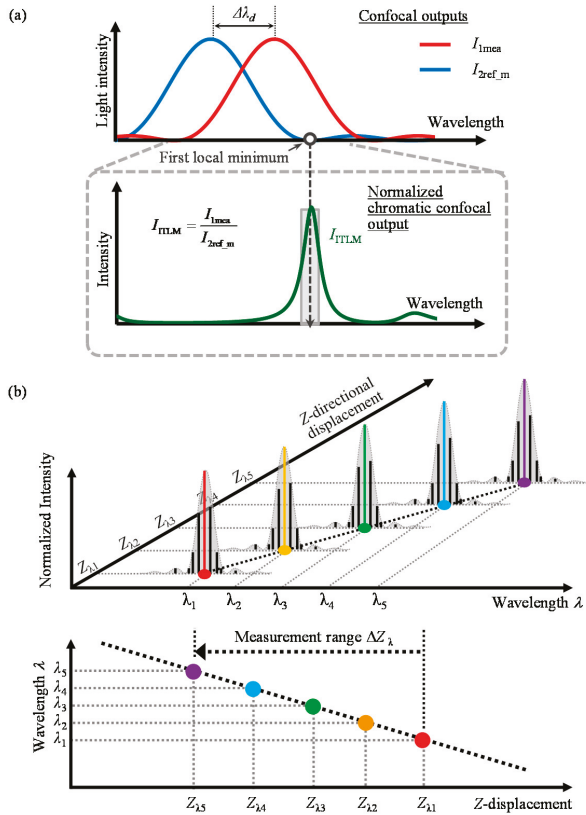 (a)
Δλd
Confocal outputs
I1mea
I2ref_m
Light intensity
Wavelength
First local minimum
Normalized
chromatic confocal
output
IITLM = I1mea / I2ref_m
IITLM
Intensity
Wavelength
(b)
Z-directional
displacement
Normalized Intensity
Zλ5
Zλ4
Zλ3
Zλ2
Zλ1
λ1 λ2 λ3 λ4 λ5
Wavelength λ
Measurement range ΔZλ
Wavelength λ
λ5
λ4
λ3
λ2
λ1
Zλ5 Zλ4 Zλ3 Zλ2 Zλ1
Z-displacement